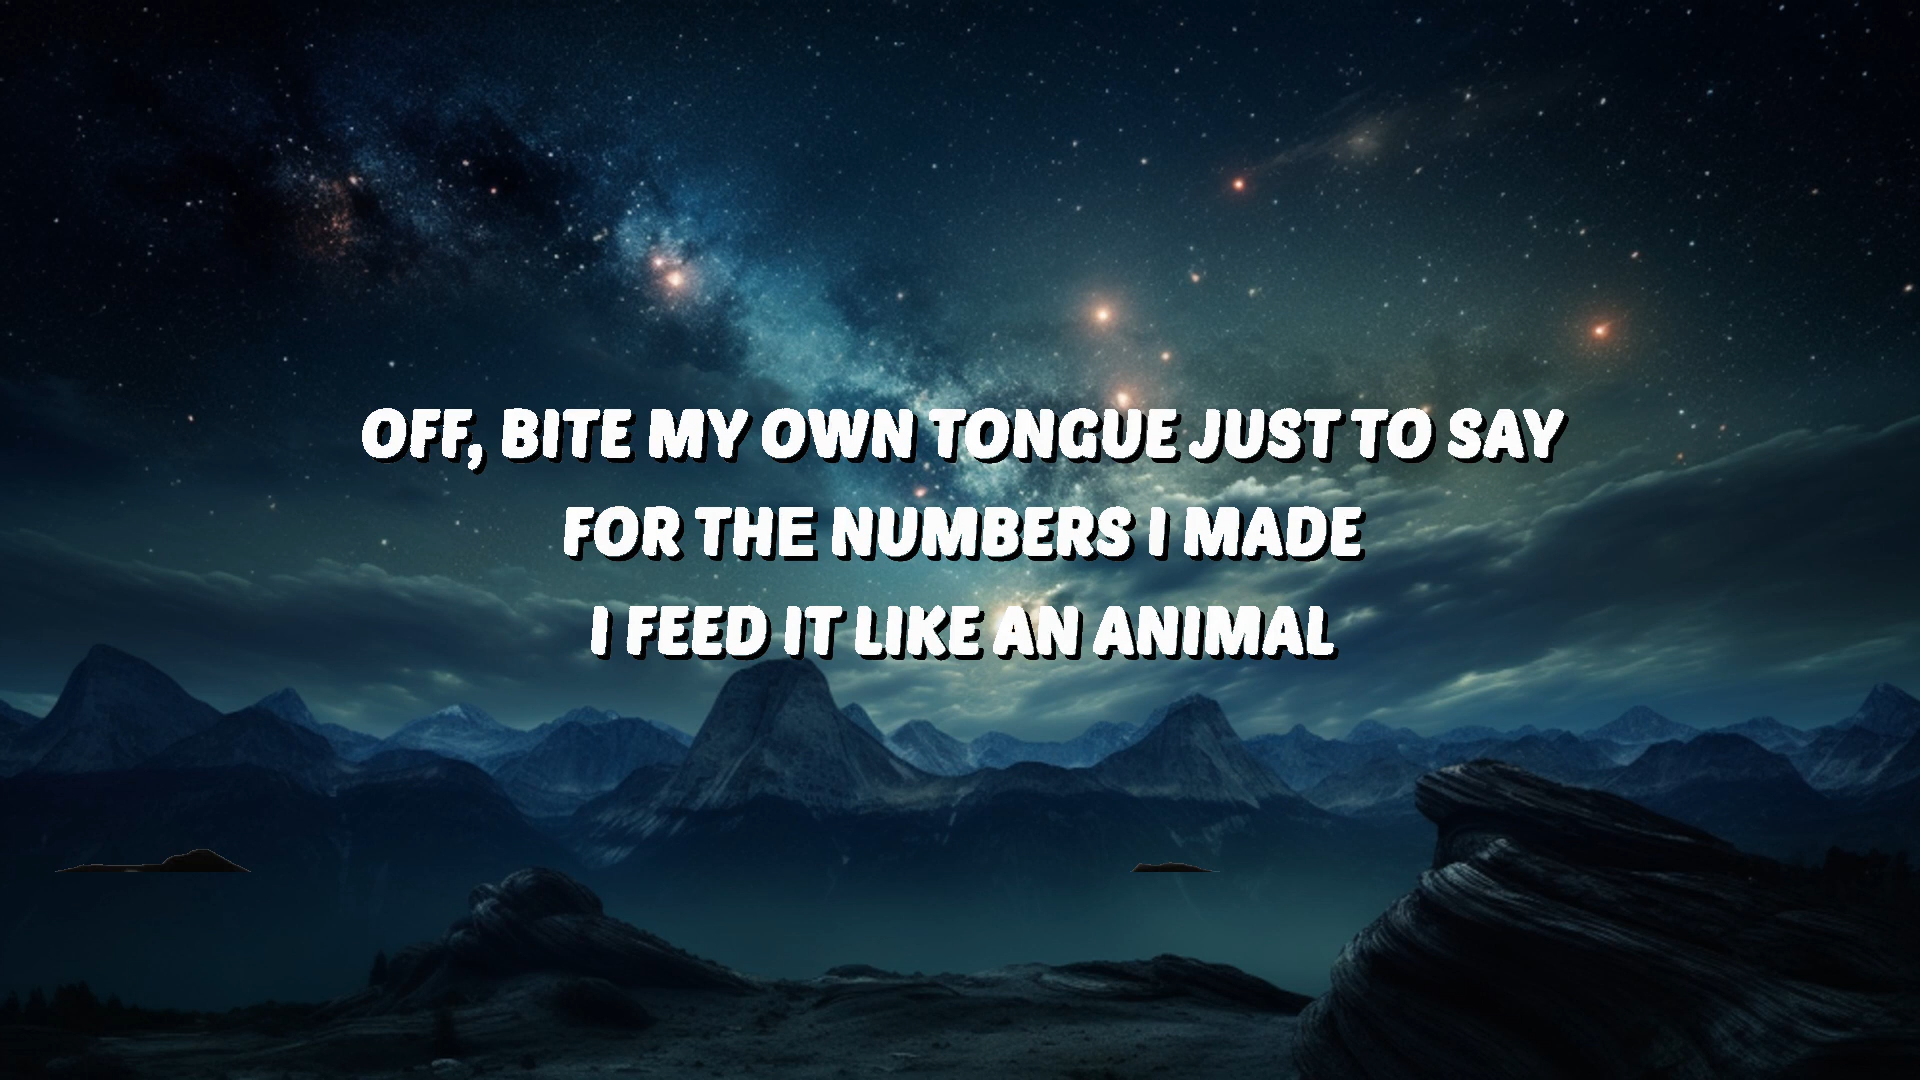 OFF, BITE MY OWN TONGUE JUST TO SAY
FOR THE NUMBERS I MADE
I FEED IT LIKE AN ANIMAL